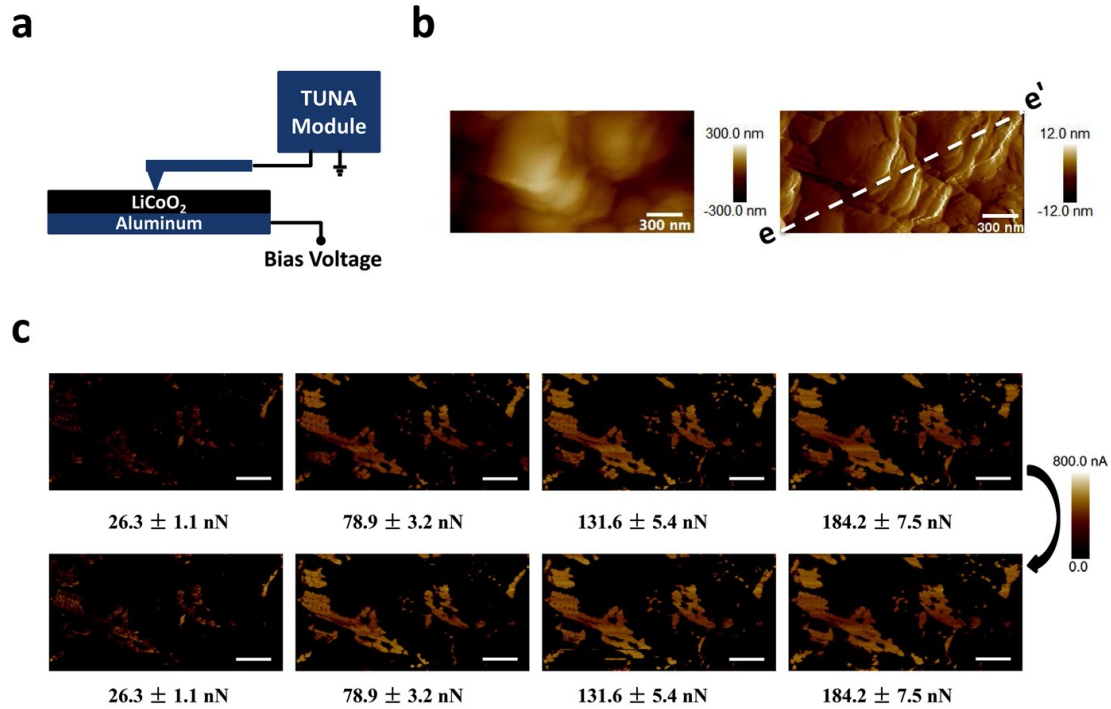 a
TUNA
Module
LiCoO₂
Aluminum
Bias Voltage
b
300.0 nm
-300.0 nm
300 nm
e
e'
12.0 nm
-12.0 nm
300 nm
c
26.3 ± 1.1 nN
78.9 ± 3.2 nN
131.6 ± 5.4 nN
184.2 ± 7.5 nN
800.0 nA
0.0
26.3 ± 1.1 nN
78.9 ± 3.2 nN
131.6 ± 5.4 nN
184.2 ± 7.5 nN